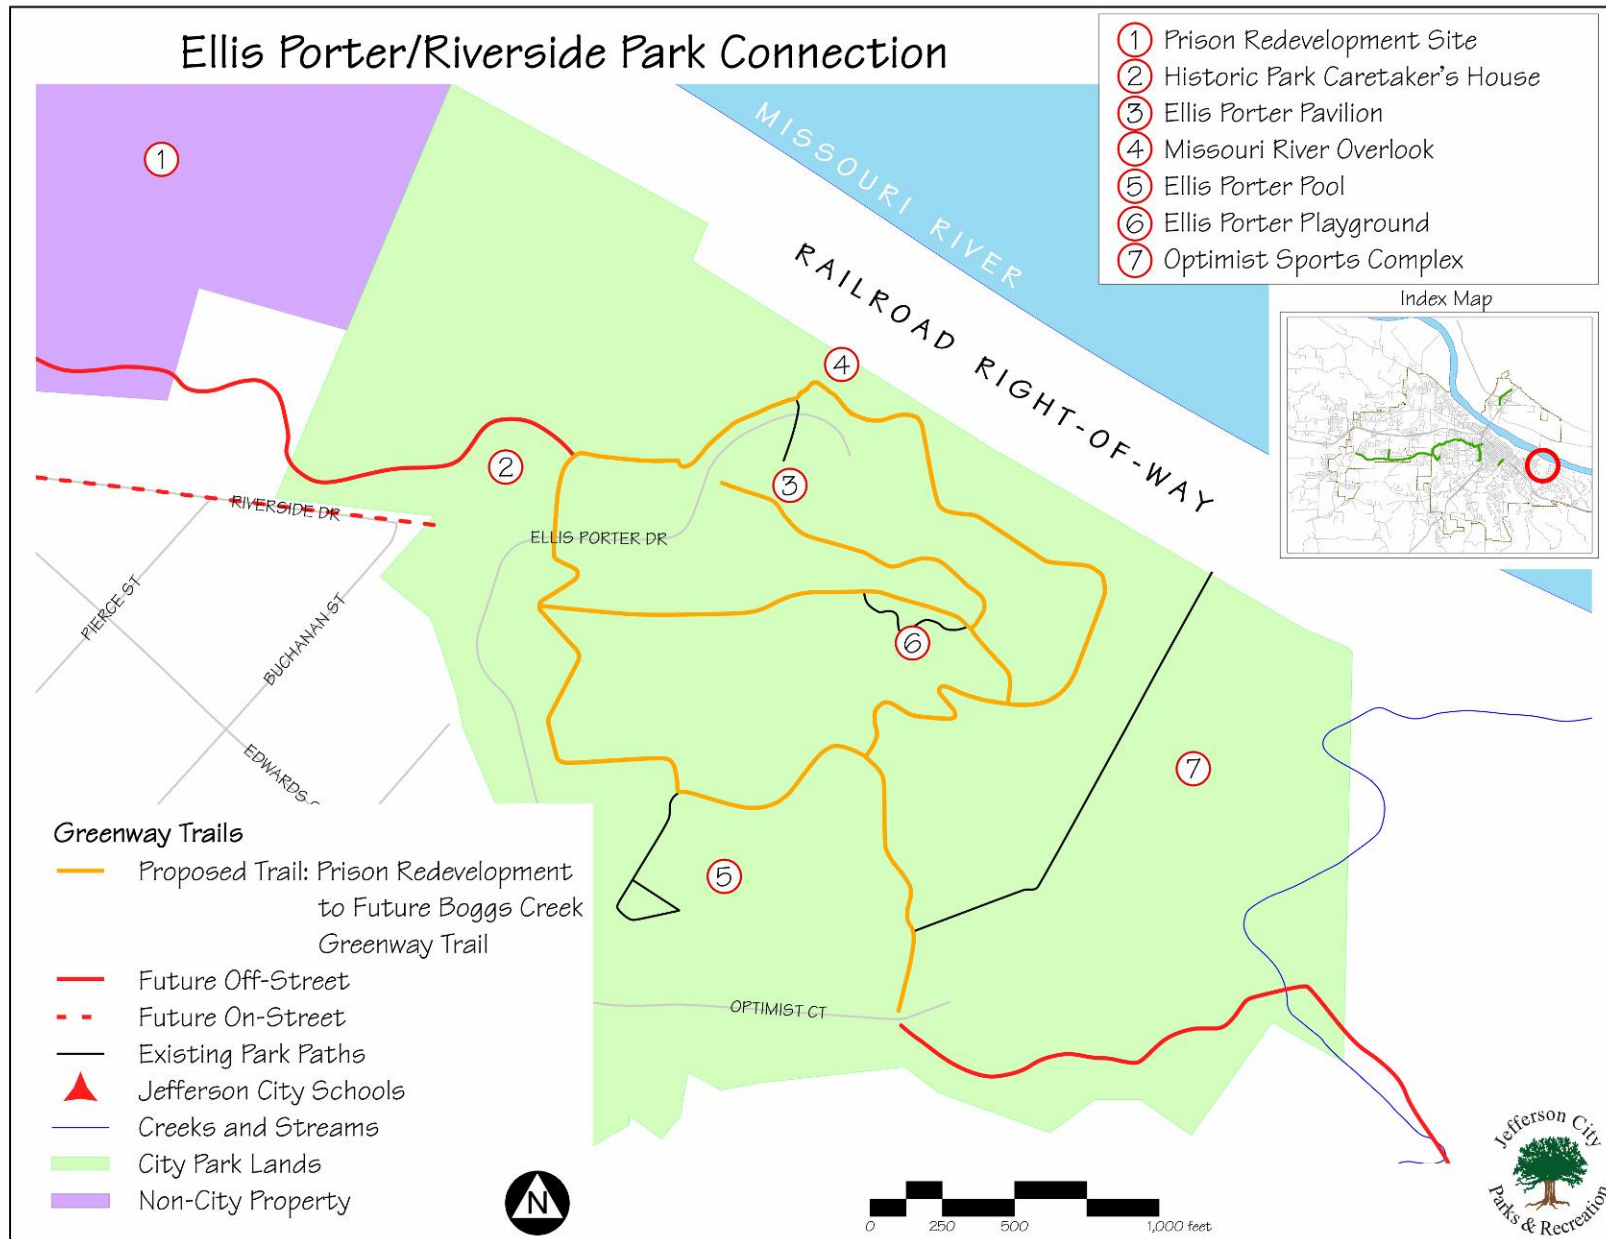 Ellis Porter/Riverside Park Connection
1 Prison Redevelopment Site
2 Historic Park Caretaker's House
3 Ellis Porter Pavilion
4 Missouri River Overlook
5 Ellis Porter Pool
6 Ellis Porter Playground
7 Optimist Sports Complex
Index Map
MISSOURI RIVER
RAILROAD RIGHT-OF-WAY
1
4
2
3
RIVERSIDE DR
ELLIS PORTER DR
PIERCE ST
BUCHANAN ST
6
EDWARDS
7
5
OPTIMIST CT
Greenway Trails
Proposed Trail: Prison Redevelopment
to Future Boggs Creek
Greenway Trail
Future Off-Street
Future On-Street
Existing Park Paths
Jefferson City Schools
Creeks and Streams
City Park Lands
Non-City Property
N
0 250 500 1,000 feet
Jefferson City
Parks & Recreation